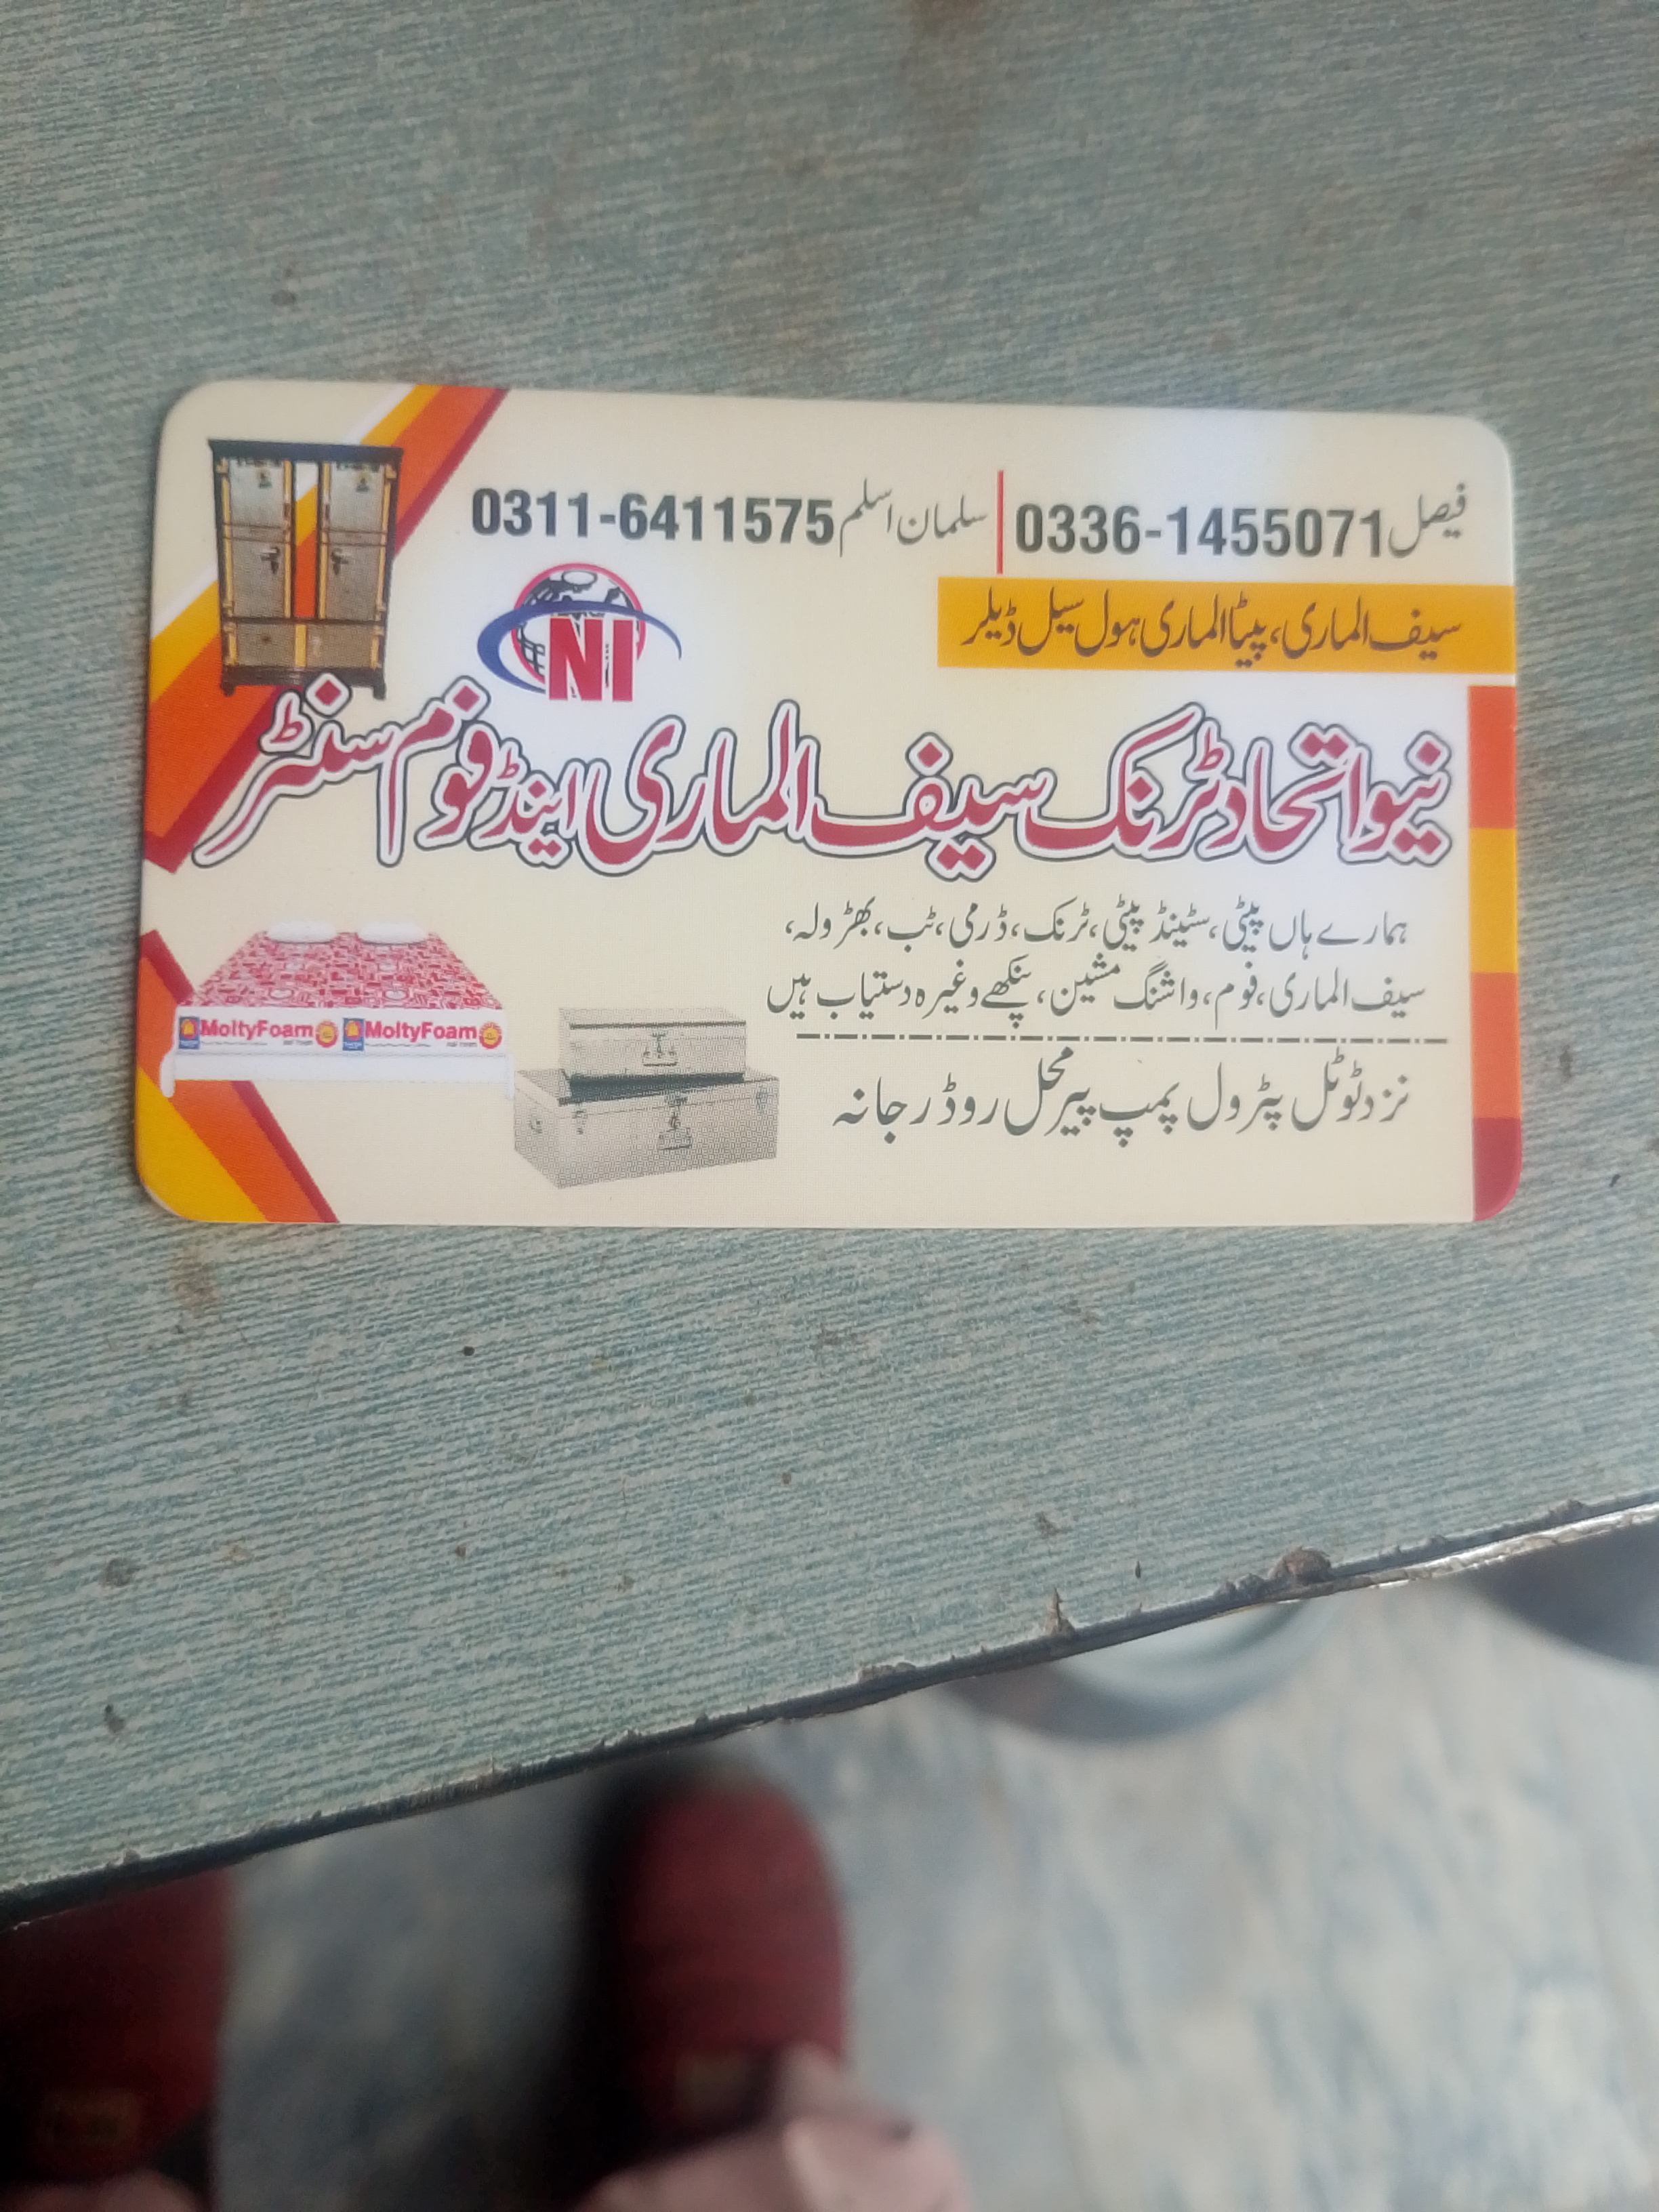 فیصل 0336-1455071 | سلمان اسلم 0311-6411575
سیف الماری، پیٹا الماری ہول سیل ڈیلر
NI
نیو اتحاد ٹرنک سیف الماری اینڈ فوم سنٹر
ہمارے ہاں پیٹی، سٹینڈ پیٹی، ٹرنک، ڈرمی، ٹب، بھڑولہ،
سیف الماری، فوم، واشنگ مشین، پنکھے وغیرہ دستیاب ہیں
MoltyFoam MoltyFoam
نزد ٹوٹل پٹرول پمپ پیر محل روڈ رجانہ